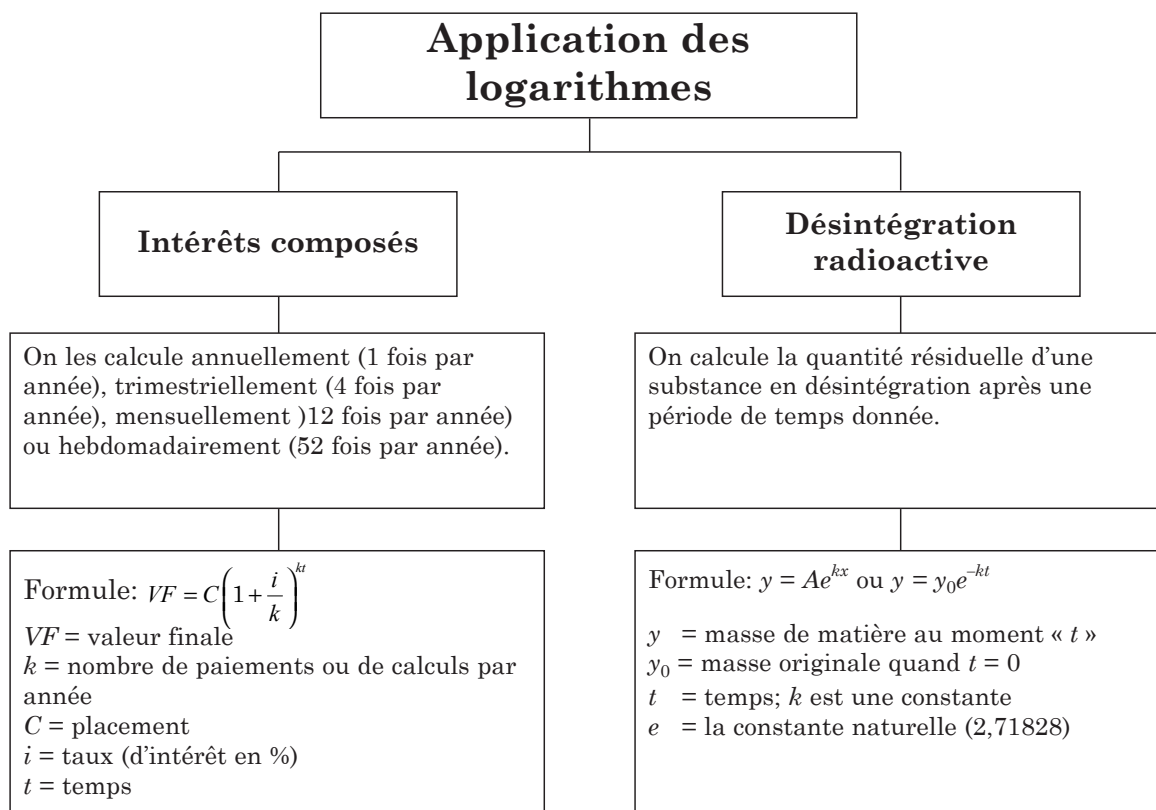 Application des
logarithmes
Intérêts composés
On les calcule annuellement (1 fois par
année), trimestriellement (4 fois par
année), mensuellement )12 fois par année)
ou hebdomadairement (52 fois par année).
Formule: VF = C(1 + i/k)^{kt}
VF = valeur finale
k = nombre de paiements ou de calculs par
année
C = placement
i = taux (d'intérêt en %)
t = temps
Désintégration
radioactive
On calcule la quantité résiduelle d'une
substance en désintégration après une
période de temps donnée.
Formule: y = Ae^{kx} ou y = y_0e^{–kt}
y = masse de matière au moment « t »
y_0 = masse originale quand t = 0
t = temps; k est une constante
e = la constante naturelle (2,71828)